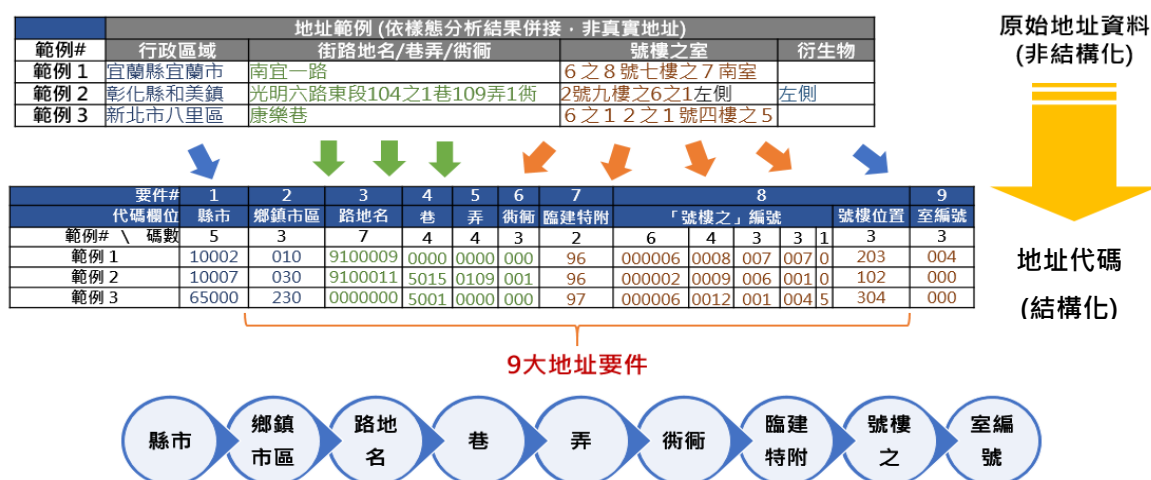 地址範例 (依樣態分析結果併接，非真實地址)
範例# 行政區域 街路地名/巷弄/衖衕 號樓之室 衍生物
範例 1 宜蘭縣宜蘭市 南宜一路 ６之８號七樓之７南室
範例 2 彰化縣和美鎮 光明六路東段104之1巷109弄1衖 2號九樓之6之1左側 左側
範例 3 新北市八里區 康樂巷 ６之１２之１號四樓之５
原始地址資料
(非結構化)
要件# 1 2 3 4 5 6 7 8 9
代碼欄位 縣市 鄉鎮市區 路地名 巷 弄 衖衕 臨建特附 「號樓之」編號 號樓位置 室編號
範例# \ 碼數 5 3 7 4 4 3 2 6 4 3 3 1 3 3
範例 1 10002 010 9100009 0000 0000 000 96 000006 0008 007 007 0 203 004
範例 2 10007 030 9100011 5015 0109 001 96 000002 0009 006 001 0 102 000
範例 3 65000 230 0000000 5001 0000 000 97 000006 0012 001 004 5 304 000
地址代碼
(結構化)
9大地址要件
縣市
鄉鎮
市區
路地
名
巷
弄
衖衕
臨建
特附
號樓
之
室編
號